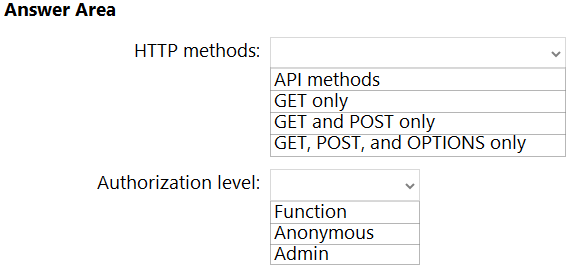 Answer Area
HTTP methods:
API methods
GET only
GET and POST only
GET, POST, and OPTIONS only
Authorization level:
Function
Anonymous
Admin